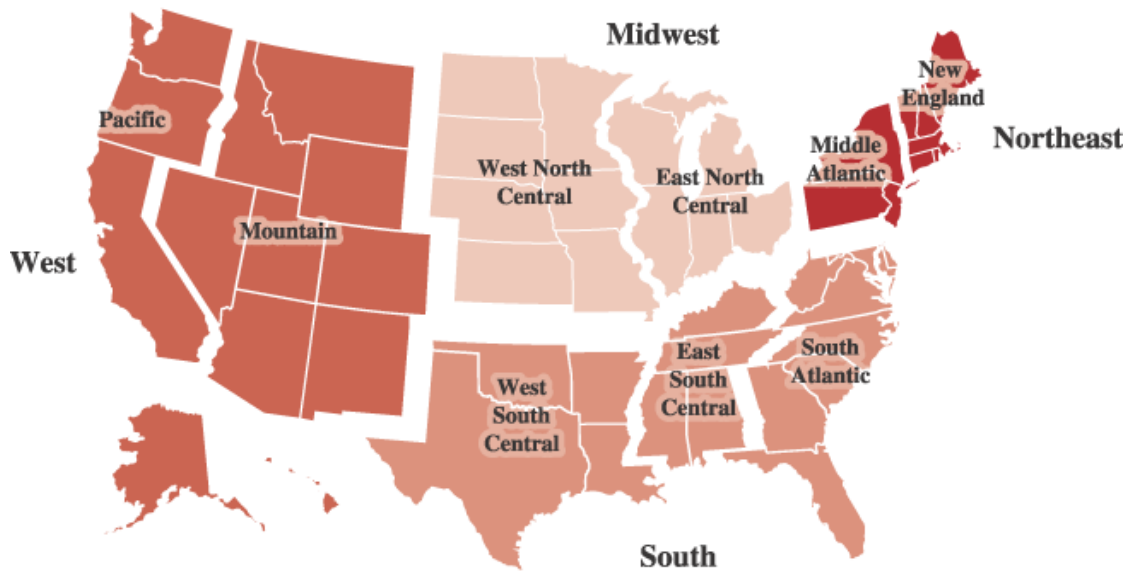 Midwest
New
England
Northeast
Pacific
Middle
Atlantic
West North
Central
East North
Central
Mountain
West
East
South
Central
South
Atlantic
West
South
Central
South